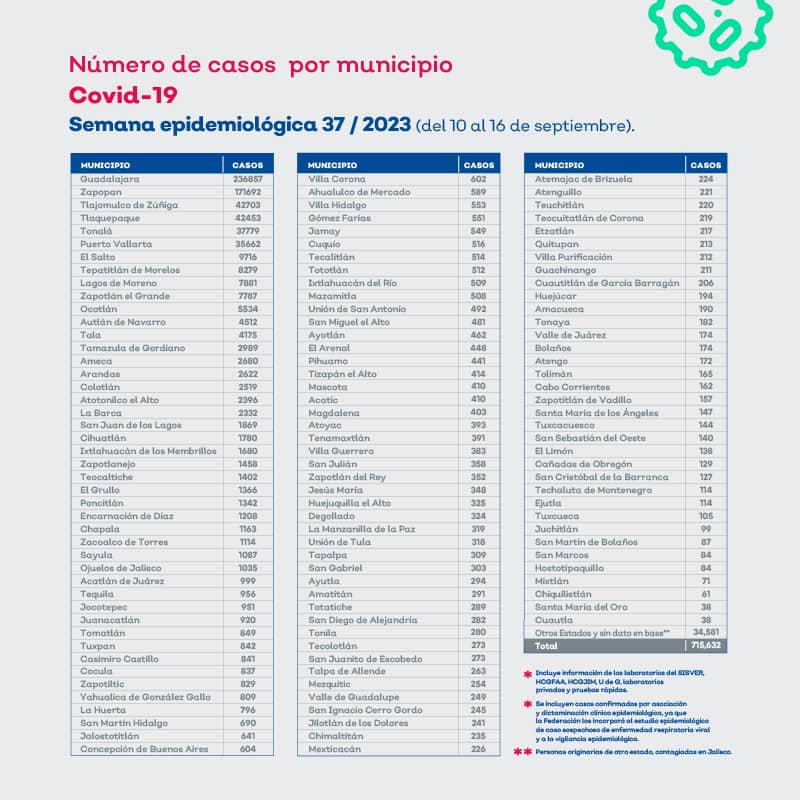 Número de casos por municipio
Covid-19
Semana epidemiológica 37 / 2023 (del 10 al 16 de septiembre).
MUNICIPIO CASOS
Guadalajara 236857
Zapopan 171692
Tlajomulco de Zúñiga 42703
Tlaquepaque 42453
Tonalá 37779
Puerto Vallarta 35662
El Salto 9716
Tepatitlán de Morelos 8279
Lagos de Moreno 7881
Zapotlán el Grande 7787
Ocotlán 5534
Autlán de Navarro 4512
Tala 4175
Tamazula de Gordiano 2989
Ameca 2680
Arandas 2622
Colotlán 2519
Atotonilco el Alto 2396
La Barca 2332
San Juan de los Lagos 1869
Cihuatlán 1780
Ixtlahuacán de los Membrillos 1680
Zapotlanejo 1458
Teocaltiche 1402
El Grullo 1366
Poncitlán 1342
Encarnación de Díaz 1208
Chapala 1163
Zacoalco de Torres 1114
Sayula 1087
Ojuelos de Jalisco 1035
Acatlán de Juárez 999
Tequila 956
Jocotepec 951
Juanacatlán 920
Tomatlán 849
Tuxpan 842
Casimiro Castillo 841
Cocula 837
Zapotiltic 829
Yahualica de González Gallo 809
La Huerta 796
San Martín Hidalgo 690
Jalostotitlán 641
Concepción de Buenos Aires 604
MUNICIPIO CASOS
Villa Corona 602
Ahualulco de Mercado 589
Villa Hidalgo 553
Gómez Farías 551
Jamay 549
Cuquío 516
Tecalitlán 514
Tototlán 512
Ixtlahuacán del Río 509
Mazamitla 508
Unión de San Antonio 492
San Miguel el Alto 481
Ayotlán 462
El Arenal 448
Pihuamo 441
Tizapán el Alto 414
Mascota 410
Acatic 410
Magdalena 403
Atoyac 393
Tenamaxtlán 391
Villa Guerrero 383
San Julián 358
Zapotlán del Rey 352
Jesús María 348
Huejuquilla el Alto 325
Degollado 324
La Manzanilla de la Paz 319
Unión de Tula 318
Tapalpa 309
San Gabriel 303
Ayutla 294
Amatitán 291
Totatiche 289
San Diego de Alejandría 282
Tonila 280
Tecolotlán 273
San Juanito de Escobedo 273
Talpa de Allende 263
Mezquitic 254
Valle de Guadalupe 249
San Ignacio Cerro Gordo 245
Jilotlán de los Dolores 241
Chimaltitán 235
Mexticacán 226
MUNICIPIO CASOS
Atemajac de Brizuela 224
Atenguillo 221
Teuchitlán 220
Teocuitatlán de Corona 219
Etzatlán 217
Quitupan 213
Villa Purificación 212
Guachinango 211
Cuautitlán de García Barragán 206
Huejúcar 194
Amacueca 190
Tonaya 182
Valle de Juárez 174
Bolaños 174
Atengo 172
Tolimán 165
Cabo Corrientes 162
Zapotitlán de Vadillo 157
Santa María de los Ángeles 147
Tuxcacuesco 144
San Sebastián del Oeste 140
El Limón 138
Cañadas de Obregón 129
San Cristóbal de la Barranca 127
Techaluta de Montenegro 114
Ejutla 114
Tuxcueca 105
Juchitlán 99
San Martín de Bolaños 87
San Marcos 84
Hostotipaquillo 84
Mixtlán 71
Chiquilistlán 61
Santa María del Oro 38
Cuautla 38
Otros Estados y sin dato en base** 34,581
Total 715,632
* Incluye información de los laboratorios del SISVER,
HCGFAA, HCGJIM, U de G, laboratorios
privados y pruebas rápidas.
* Se incluyen casos confirmados por asociación
y dictaminación clínico epidemiológica, ya que
la Federación los incorporó al estudio epidemiológico
de caso sospechoso de enfermedad respiratoria viral
y a la vigilancia epidemiológica.
** Personas originarias de otro estado, contagiadas en Jalisco.